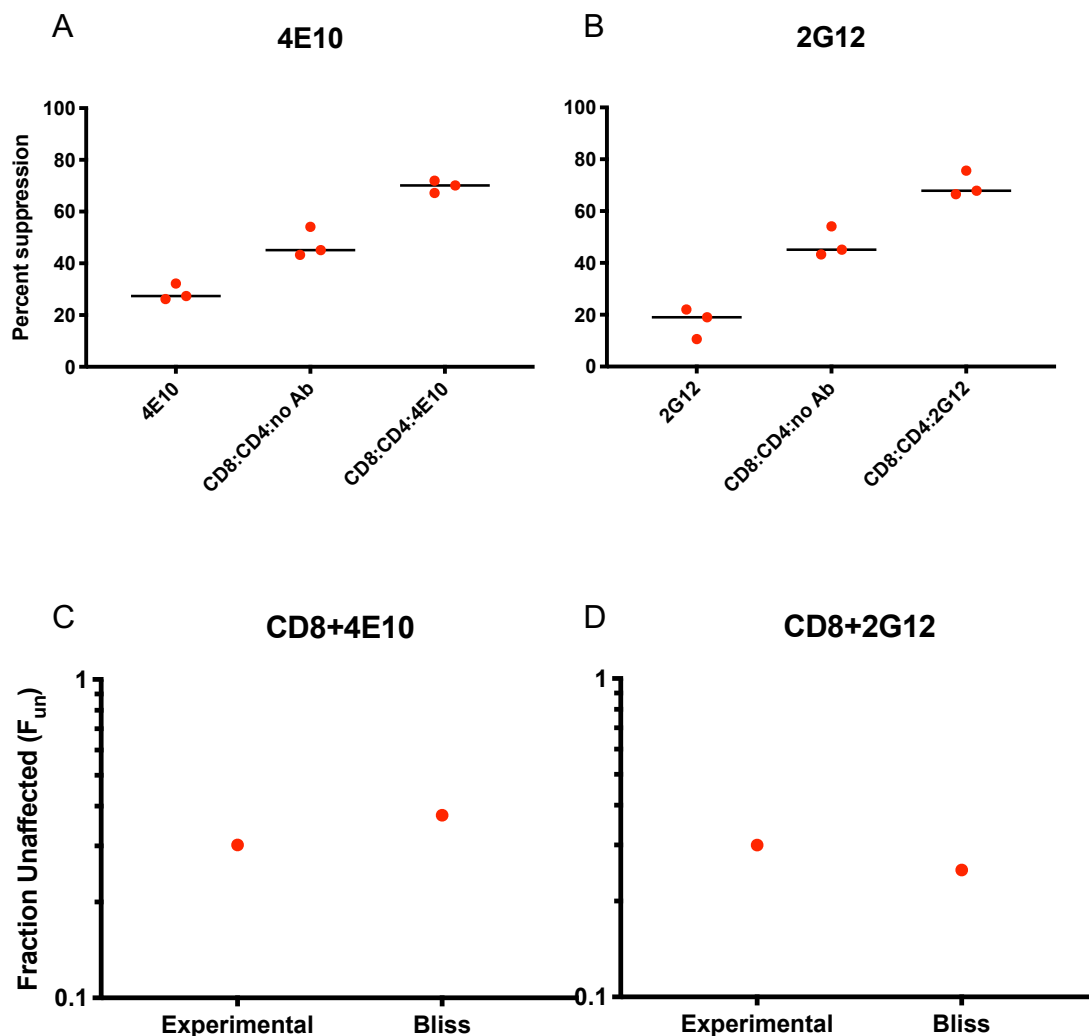 A
4E10
Percent suppression
100
80
60
40
20
0
4E10
CD8:CD4:no Ab
CD8:CD4:4E10
B
2G12
100
80
60
40
20
0
2G12
CD8:CD4:no Ab
CD8:CD4:2G12
C
CD8+4E10
Fraction Unaffected (Fun)
1
0.1
Experimental
Bliss
D
CD8+2G12
1
0.1
Experimental
Bliss